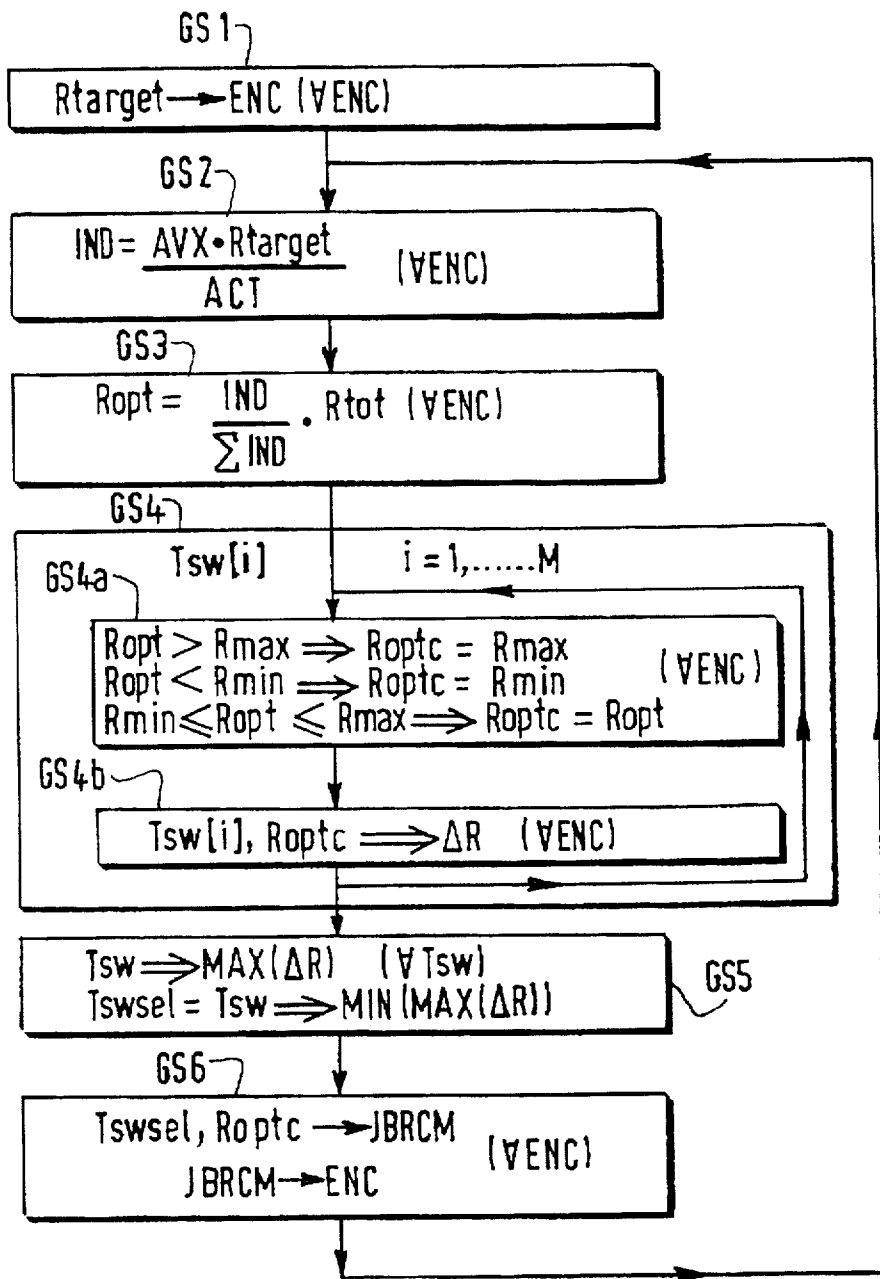 GS1
Rtarget → ENC (∀ENC)
GS2
IND = AVX•Rtarget / ACT (∀ENC)
GS3
Ropt = IND / ∑ IND • Rtot (∀ENC)
GS4
Tsw[i] i = 1,......M
GS4a
Ropt > Rmax ⇒ Roptc = Rmax
Ropt < Rmin ⇒ Roptc = Rmin (∀ENC)
Rmin ≤ Ropt ≤ Rmax ⇒ Roptc = Ropt
GS4b
Tsw[i], Roptc ⇒ ΔR (∀ENC)
Tsw ⇒ MAX(ΔR) (∀Tsw)
Tswsel = Tsw ⇒ MIN(MAX(ΔR))
GS5
GS6
Tswsel, Roptc → JBRCM
(∀ENC)
JBRCM → ENC